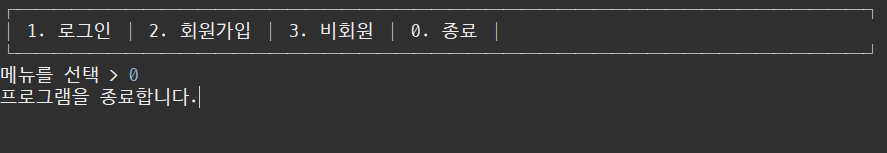 | 1. 로그인 | 2. 회원가입 | 3. 비회원 | 0. 종료 |
메뉴를 선택 > 0
프로그램을 종료합니다.